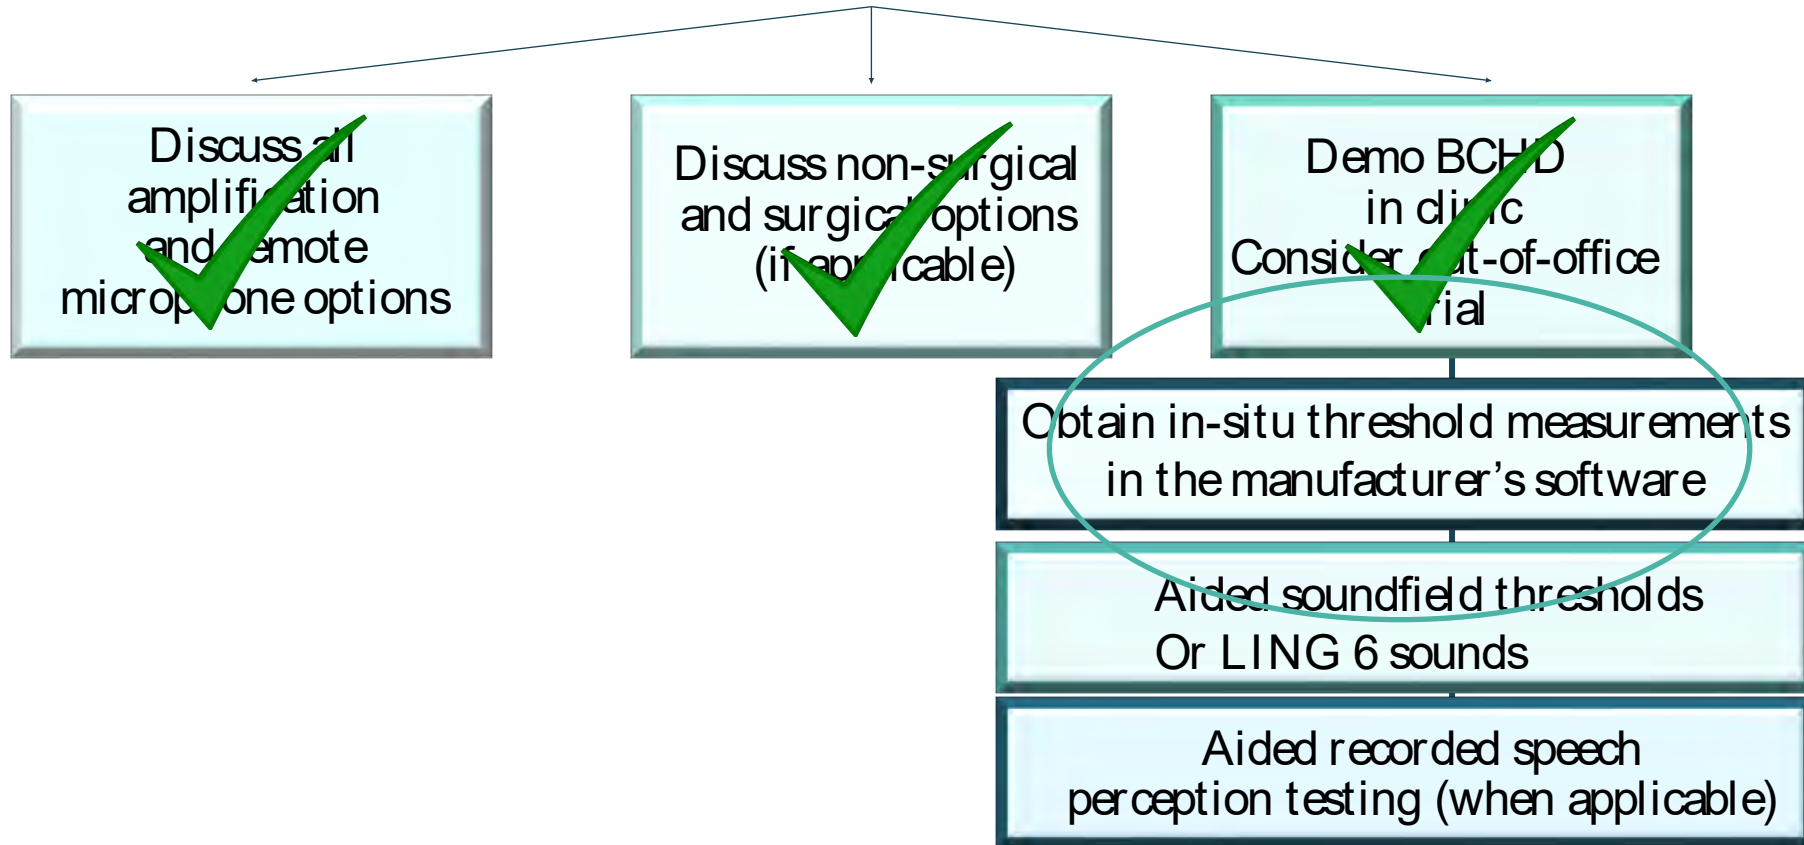 Discuss all
amplification
and remote
microphone options
Discuss non-surgical
and surgical options
(if applicable)
Demo BCHD
in clinic
Consider out-of-office
trial
Obtain in-situ threshold measurements
in the manufacturer’s software
Aided soundfield thresholds
Or LING 6 sounds
Aided recorded speech
perception testing (when applicable)